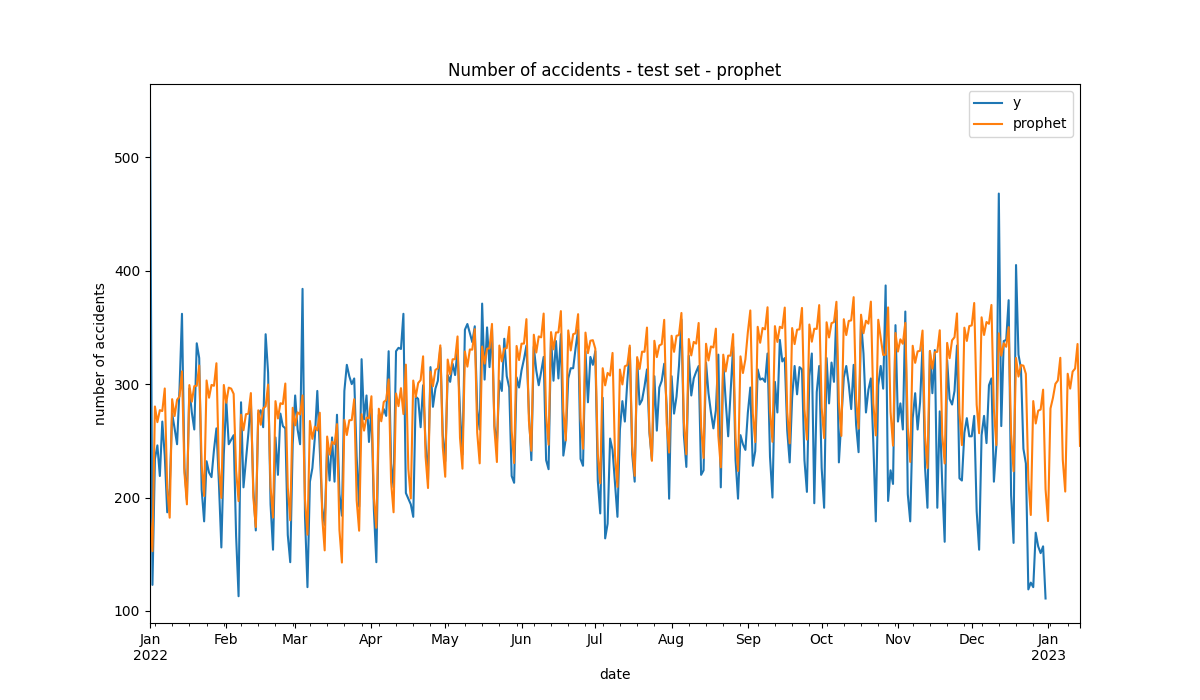 Number of accidents - test set - prophet
y
prophet
500
400
300
200
100
number of accidents
Jan Feb Mar Apr May Jun Jul Aug Sep Oct Nov Dec Jan
2022 2023
date